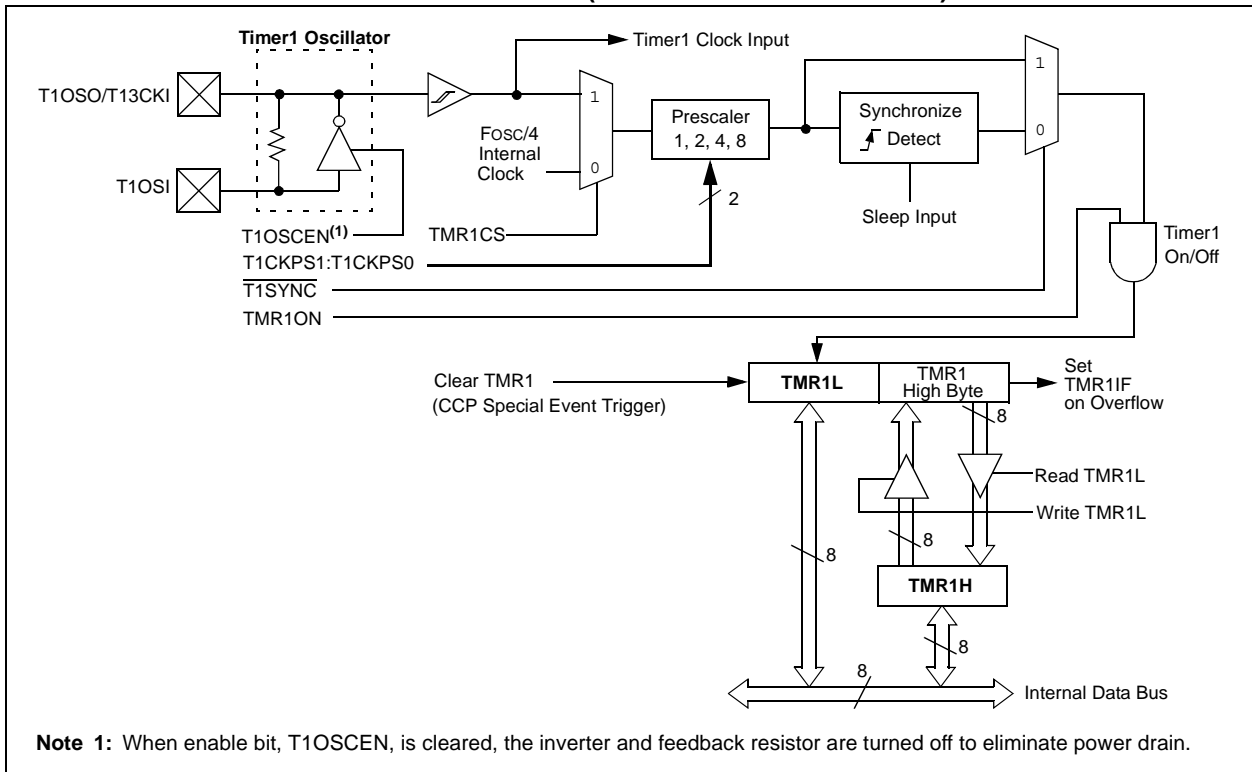 Timer1 Oscillator
Timer1 Clock Input
T1OSO/T13CKI
1
FOSC/4
Internal
Clock
0
Prescaler
1, 2, 4, 8
Synchronize
Detect
1
0
T1OSI
2
Sleep Input
T1OSCEN(1)
TMR1CS
T1CKPS1:T1CKPS0
T1SYNC
TMR1ON
Timer1
On/Off
Clear TMR1
(CCP Special Event Trigger)
TMR1L
TMR1
High Byte
Set
TMR1IF
on Overflow
8
Read TMR1L
Write TMR1L
8
8
TMR1H
8
8
Internal Data Bus
Note 1: When enable bit, T1OSCEN, is cleared, the inverter and feedback resistor are turned off to eliminate power drain.